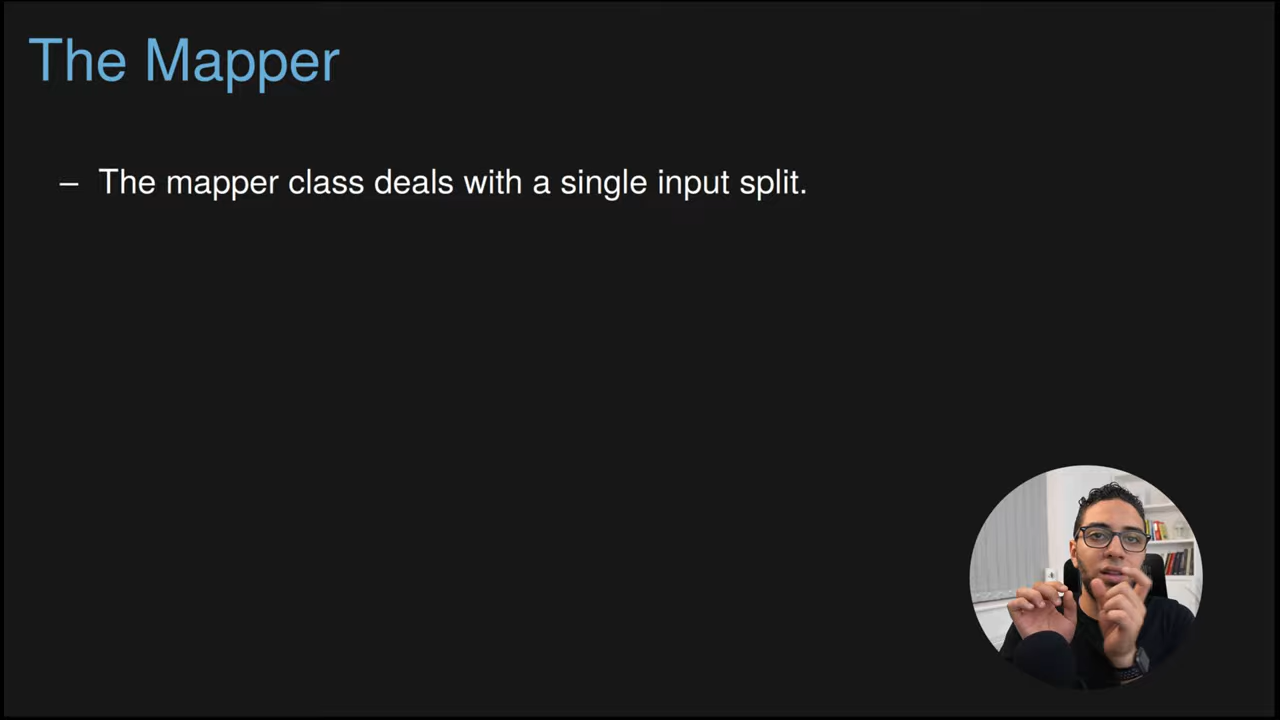 The Mapper
– The mapper class deals with a single input split.